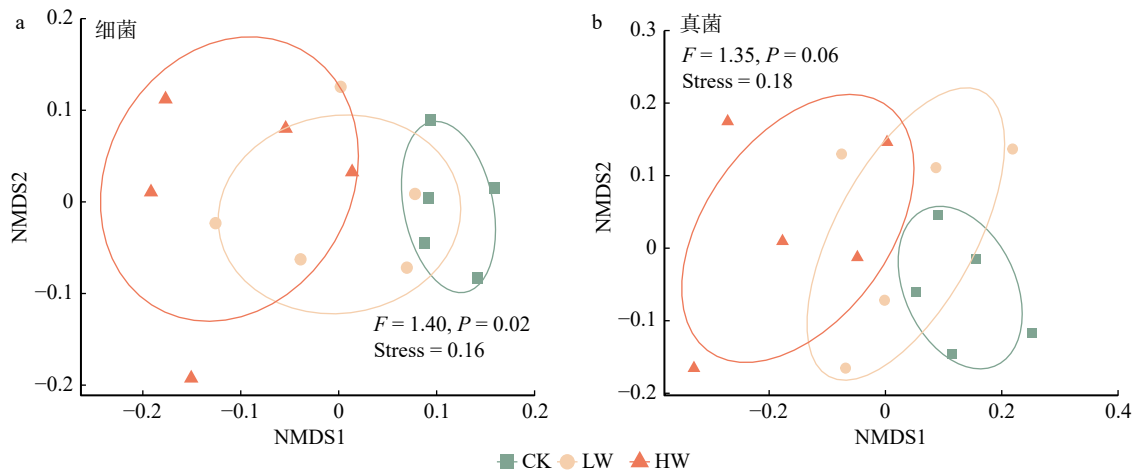 a
细菌
0.2
0.1
0
−0.1
−0.2
NMDS2
F = 1.40, P = 0.02
Stress = 0.16
−0.2
−0.1
0
0.1
0.2
NMDS1
b
真菌
F = 1.35, P = 0.06
Stress = 0.18
0.3
0.2
0.1
0
−0.1
0.2
NMDS2
−0.2
0
0.2
0.4
NMDS1
CK LW HW